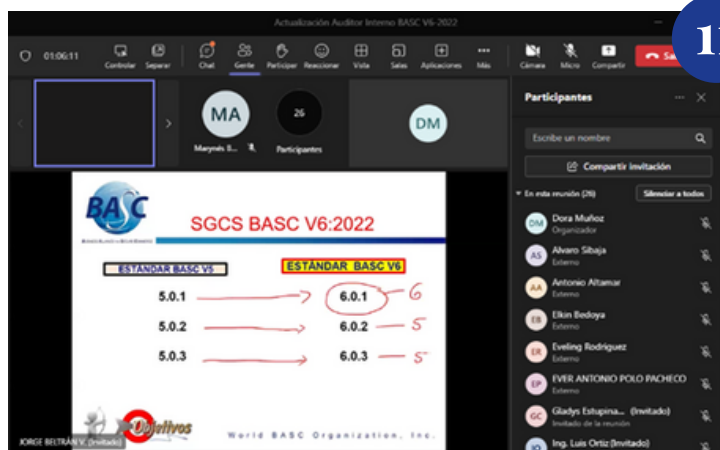 Actualización Auditor Interno BASC V6-2022
11
01:06:11
Controlar Separar Chat Gente Participar Reaccionar Vista Salas Aplicaciones Más Cámara Micro Compartir Sa
MA
Marynés B...
26
Participantes
DM
Participantes
Escribe un nombre
Compartir invitación
En esta reunión (26) Silenciar a todos
DM Dora Muñoz
Organizador
AS Alvaro Sibaja
Externo
AA Antonio Altamar
Externo
EB Elkin Bedoya
Externo
ER Eveling Rodriguez
Externo
EP EVER ANTONIO POLO PACHECO
Externo
GC Gladys Estupina... (Invitado)
Invitado de la reunión
Ing. Luis Ortiz (Invitado)
BASC
SGCS BASC V6:2022
ESTÁNDAR BASC V5 ESTÁNDAR BASC V6
5.0.1 6.0.1 6
5.0.2 6.0.2 5
5.0.3 6.0.3 5
Objetivos
World BASC Organization, Inc.
JORGE BELTRÁN V. (Invitado)